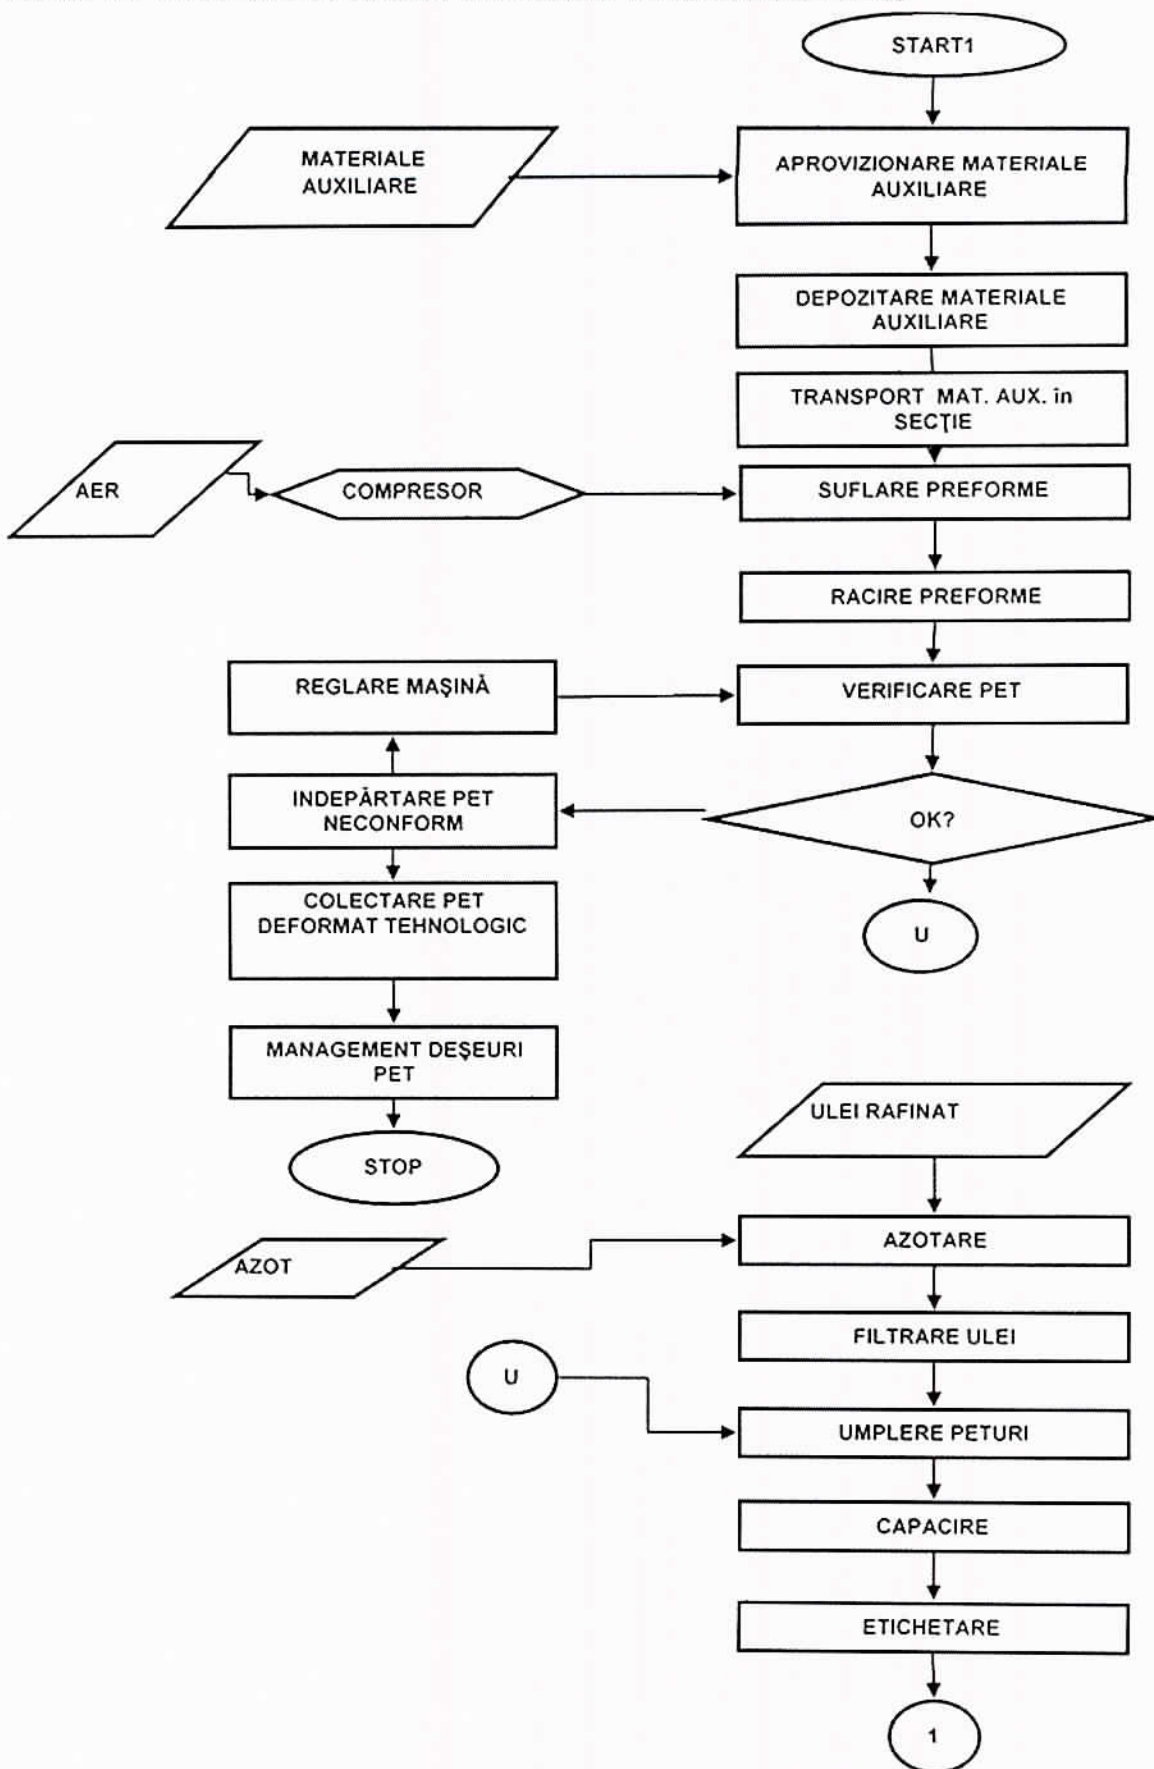 START1
MATERIALE
AUXILIARE
APROVIZIONARE MATERIALE
AUXILIARE
DEPOZITARE MATERIALE
AUXILIARE
TRANSPORT MAT. AUX. în
SECŢIE
AER
COMPRESOR
SUFLARE PREFORME
RACIRE PREFORME
REGLARE MAŞINĂ
VERIFICARE PET
INDEPĂRTARE PET
NECONFORM
OK?
COLECTARE PET
DEFORMAT TEHNOLOGIC
U
MANAGEMENT DEŞEURI
PET
STOP
ULEI RAFINAT
AZOT
AZOTARE
FILTRARE ULEI
U
UMPLERE PETURI
CAPACIRE
ETICHETARE
1